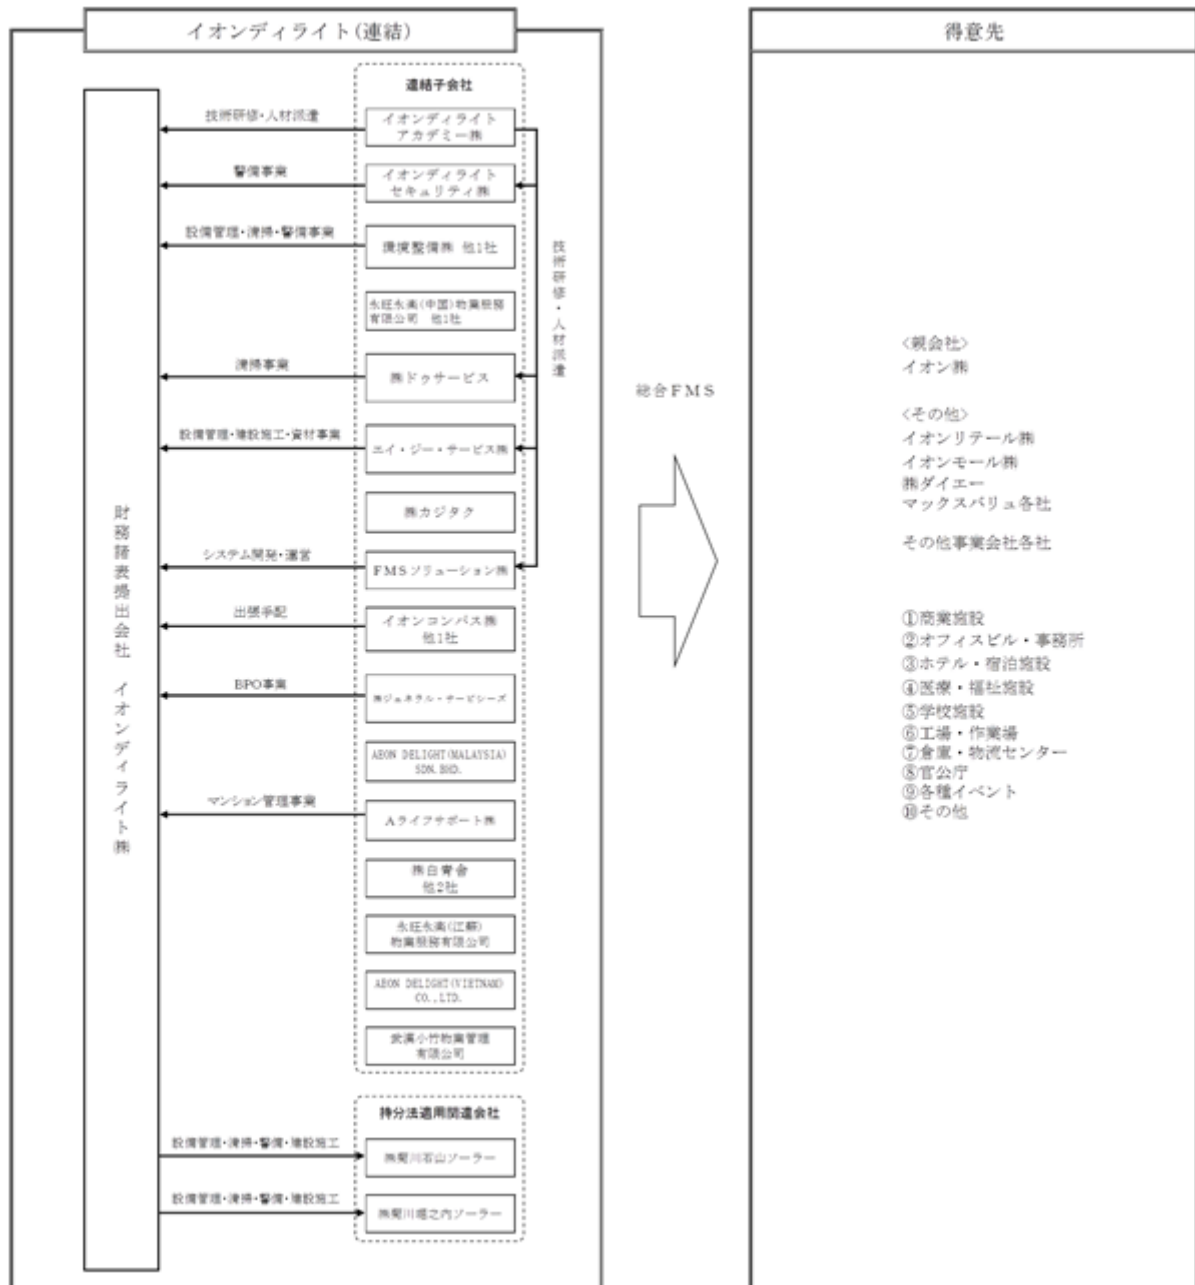 イオンディライト(連結)
財務諸表提出会社 イオンディライト㈱
連結子会社
技術研修・人材派遣
イオンディライト
アカデミー㈱
警備事業
イオンディライト
セキュリティ㈱
設備管理・清掃・警備事業
環境整備㈱ 他1社
永旺永楽(中国)物業服務
有限公司 他1社
清掃事業
㈱ドゥサービス
設備管理・建設施工・資材事業
エイ・ジー・サービス㈱
㈱カジタク
システム開発・運営
FMSソリューション㈱
出張手配
イオンコンパス㈱
他1社
BPO事業
㈱ジェネラル・サービシーズ
AEON DELIGHT(MALAYSIA)
SDN.BHD.
マンション管理事業
Aライフサポート㈱
㈱白青舎
他2社
永旺永楽(江蘇)
物業服務有限公司
AEON DELIGHT(VIETNAM)
CO.,LTD.
武漢小竹物業管理
有限公司
技術研修・人材派遣
持分法適用関連会社
設備管理・清掃・警備・建設施工
㈱菊川石山ソーラー
設備管理・清掃・警備・建設施工
㈱菊川堀之内ソーラー
総合FMS
得意先
<親会社>
イオン㈱
<その他>
イオンリテール㈱
イオンモール㈱
㈱ダイエー
マックスバリュ各社
その他事業会社各社
①商業施設
②オフィスビル・事務所
③ホテル・宿泊施設
④医療・福祉施設
⑤学校施設
⑥工場・作業場
⑦倉庫・物流センター
⑧官公庁
⑨各種イベント
⑩その他